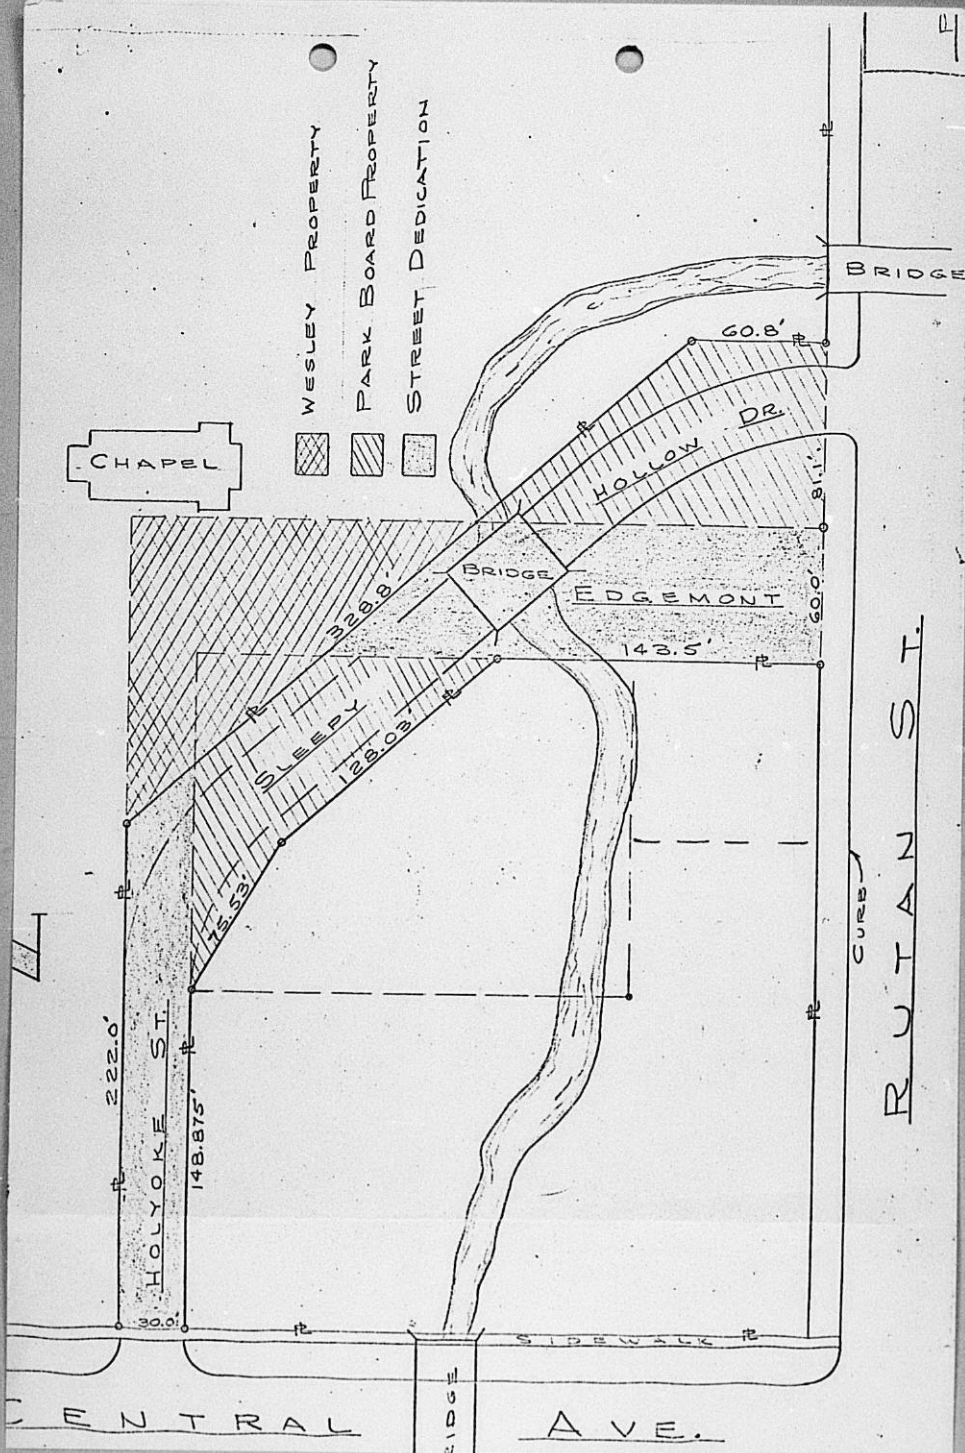 WESLEY PROPERTY
PARK BOARD PROPERTY
STREET DEDICATION
BRIDGE
60.8'
CHAPEL
HOLLOW DR.
81.1'
328.8'
BRIDGE
EDGEMONT
60.0'
143.5'
SLEEPY
128.03'
75.53'
RUTAN ST.
CURB
222.0'
HOLYOKE ST.
148.875'
30.0'
SIDEWALK
CENTRAL AVE.
RIDGE